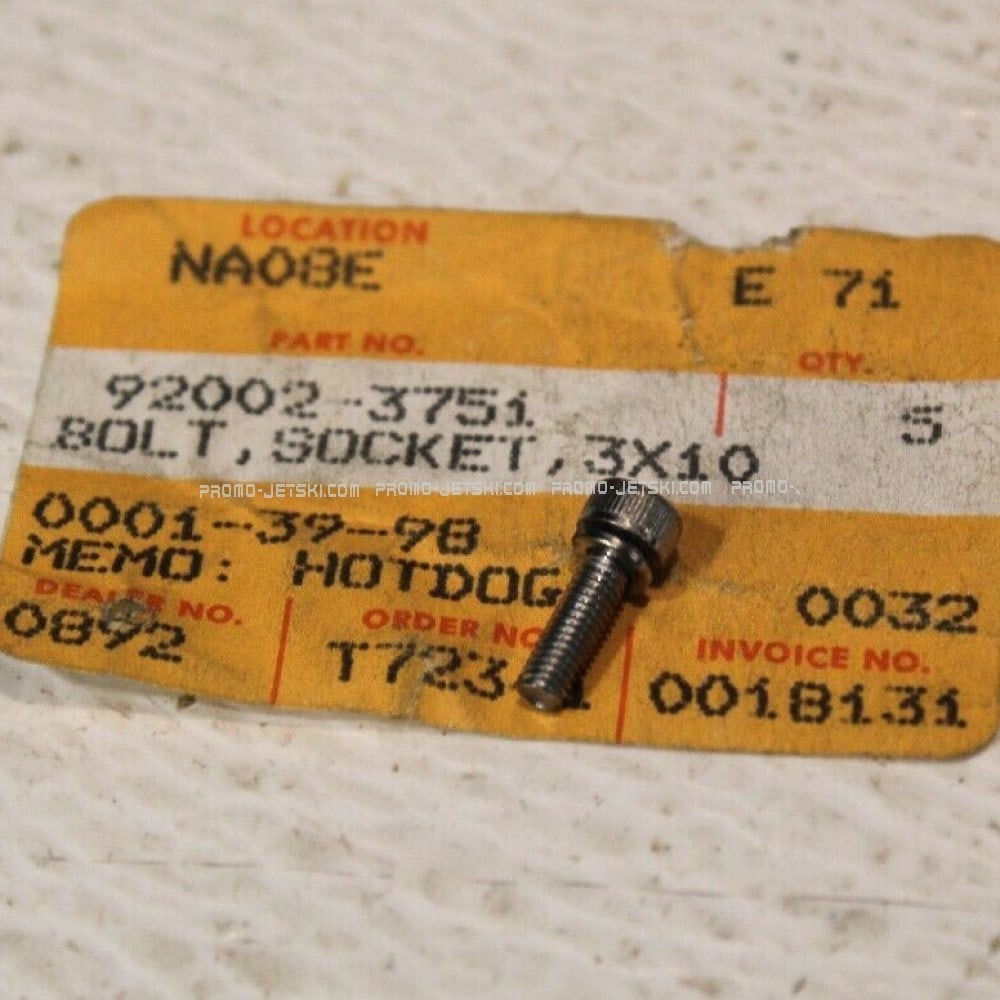 LOCATION
NA08E E 71
PART NO. QTY.
92002-3751 5
BOLT,SOCKET,3X10
PROMO-JETSKI.COM PROMO-JETSKI.COM PROMO-JETSKI.COM PROMO-
0001-39-98
MEMO: HOTDOG 0032
DEALER NO. ORDER NO. INVOICE NO.
0892 0018131